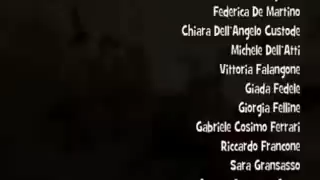 Federica De Martino
Chiara Dell'Angelo Custode
Michele Dell'Atti
Vittoria Falangone
Giada Fedele
Giorgia Felline
Gabriele Cosimo Ferrari
Riccardo Francone
Sara Gransasso